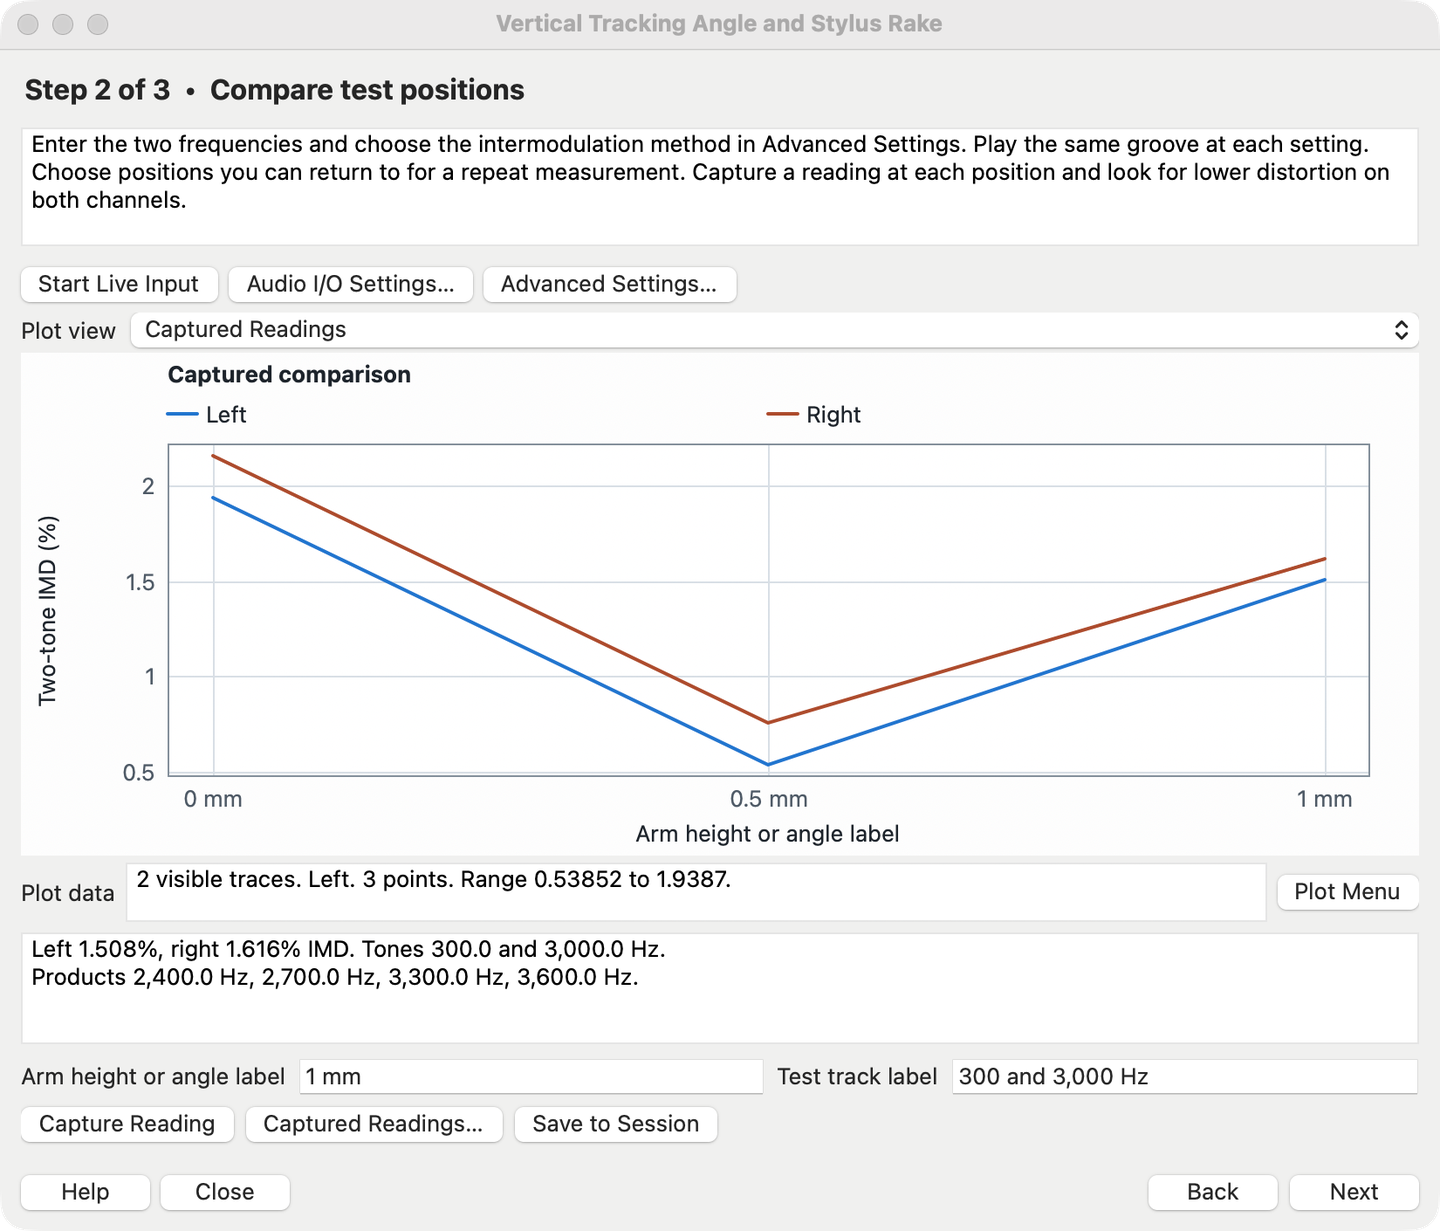 Vertical Tracking Angle and Stylus Rake
Step 2 of 3 • Compare test positions
Enter the two frequencies and choose the intermodulation method in Advanced Settings. Play the same groove at each setting.
Choose positions you can return to for a repeat measurement. Capture a reading at each position and look for lower distortion on
both channels.
Start Live Input
Audio I/O Settings...
Advanced Settings...
Plot view
Captured Readings
Captured comparison
Left
Right
Two-tone IMD (%)
2
1.5
1
0.5
0 mm
0.5 mm
1 mm
Arm height or angle label
Plot data
2 visible traces. Left. 3 points. Range 0.53852 to 1.9387.
Plot Menu
Left 1.508%, right 1.616% IMD. Tones 300.0 and 3,000.0 Hz.
Products 2,400.0 Hz, 2,700.0 Hz, 3,300.0 Hz, 3,600.0 Hz.
Arm height or angle label
1 mm
Test track label
300 and 3,000 Hz
Capture Reading
Captured Readings...
Save to Session
Help
Close
Back
Next